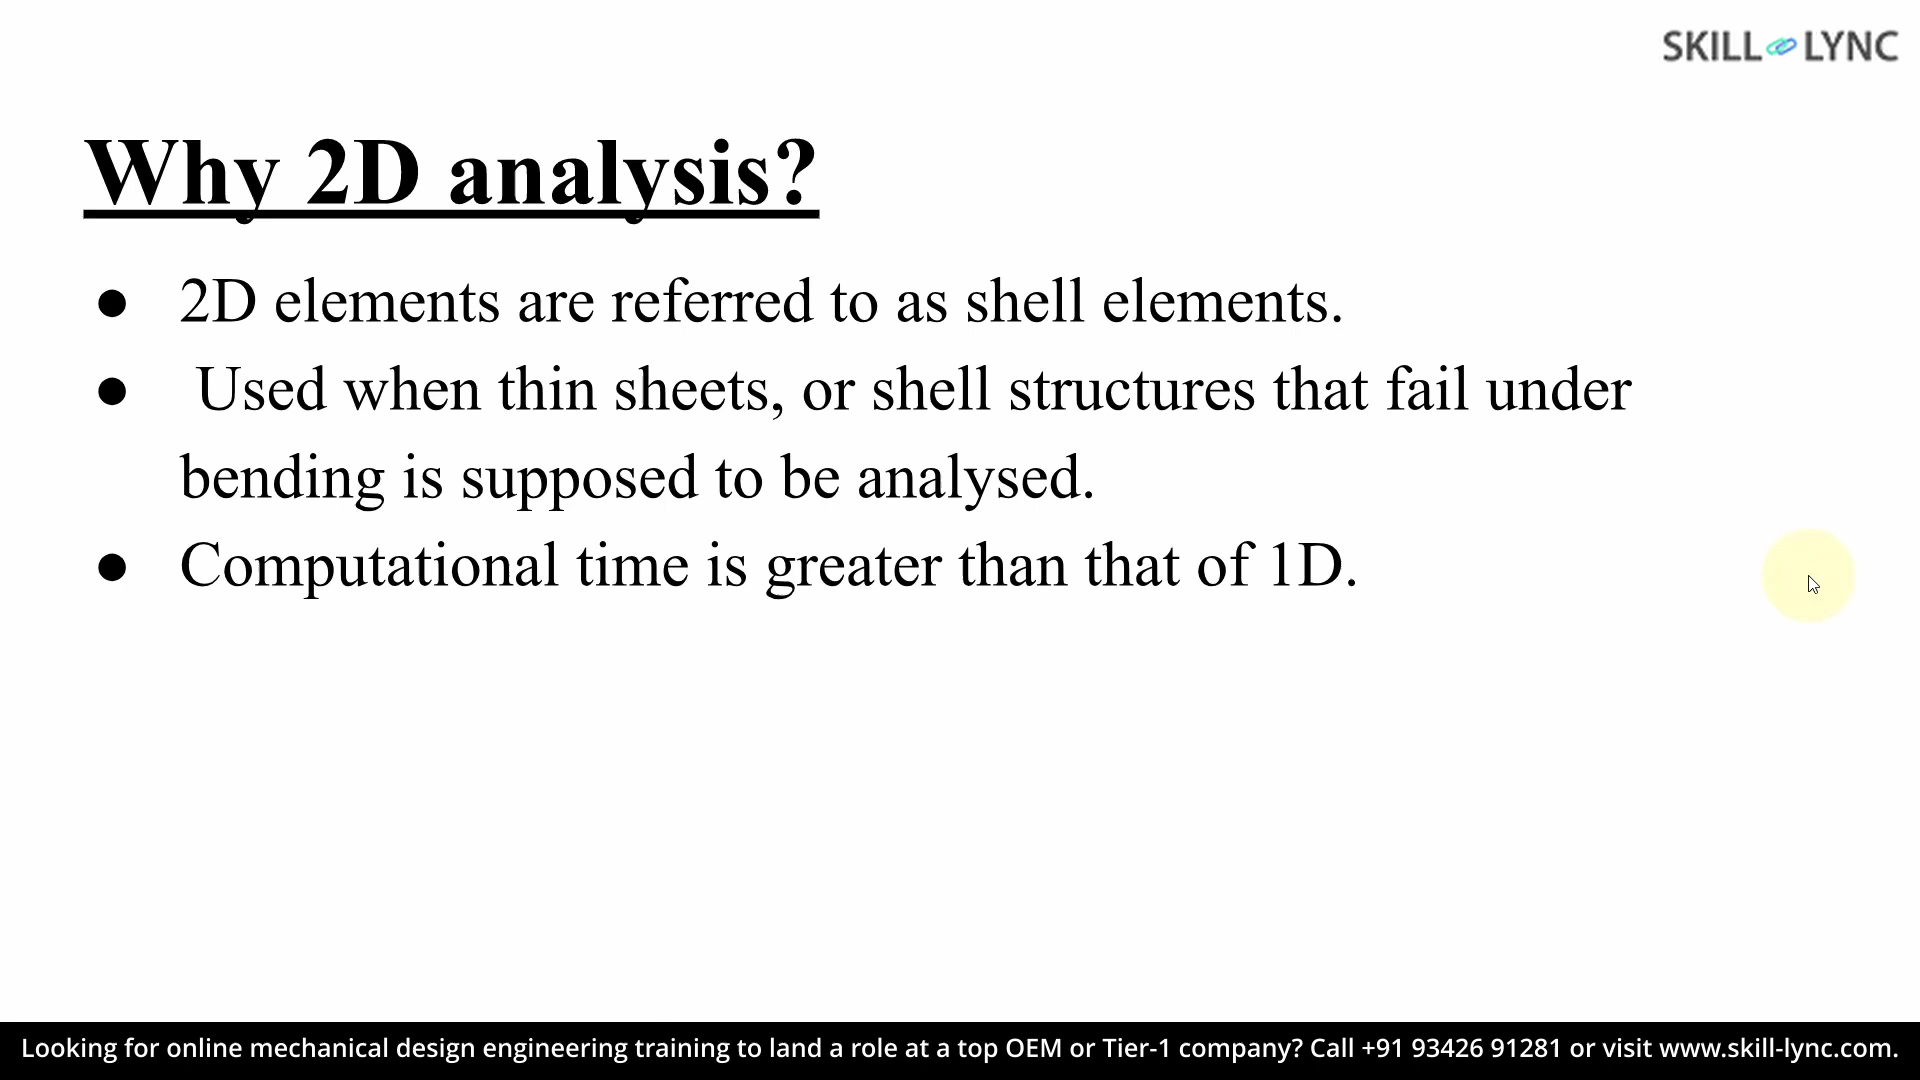 SKILL LYNC
Why 2D analysis?
● 2D elements are referred to as shell elements.
● Used when thin sheets, or shell structures that fail under
bending is supposed to be analysed.
● Computational time is greater than that of 1D.
Looking for online mechanical design engineering training to land a role at a top OEM or Tier-1 company? Call +91 93426 91281 or visit www.skill-lync.com.